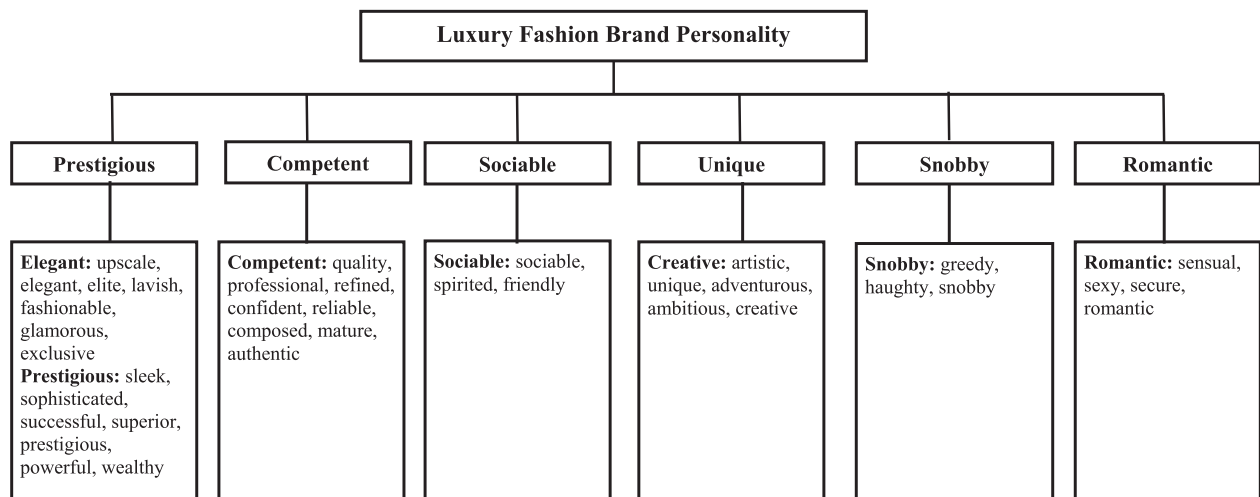 Luxury Fashion Brand Personality
Prestigious
Competent
Sociable
Unique
Snobby
Romantic
Elegant: upscale,
elegant, elite, lavish,
fashionable,
glamorous,
exclusive
Prestigious: sleek,
sophisticated,
successful, superior,
prestigious,
powerful, wealthy
Competent: quality,
professional, refined,
confident, reliable,
composed, mature,
authentic
Sociable: sociable,
spirited, friendly
Creative: artistic,
unique, adventurous,
ambitious, creative
Snobby: greedy,
haughty, snobby
Romantic: sensual,
sexy, secure,
romantic